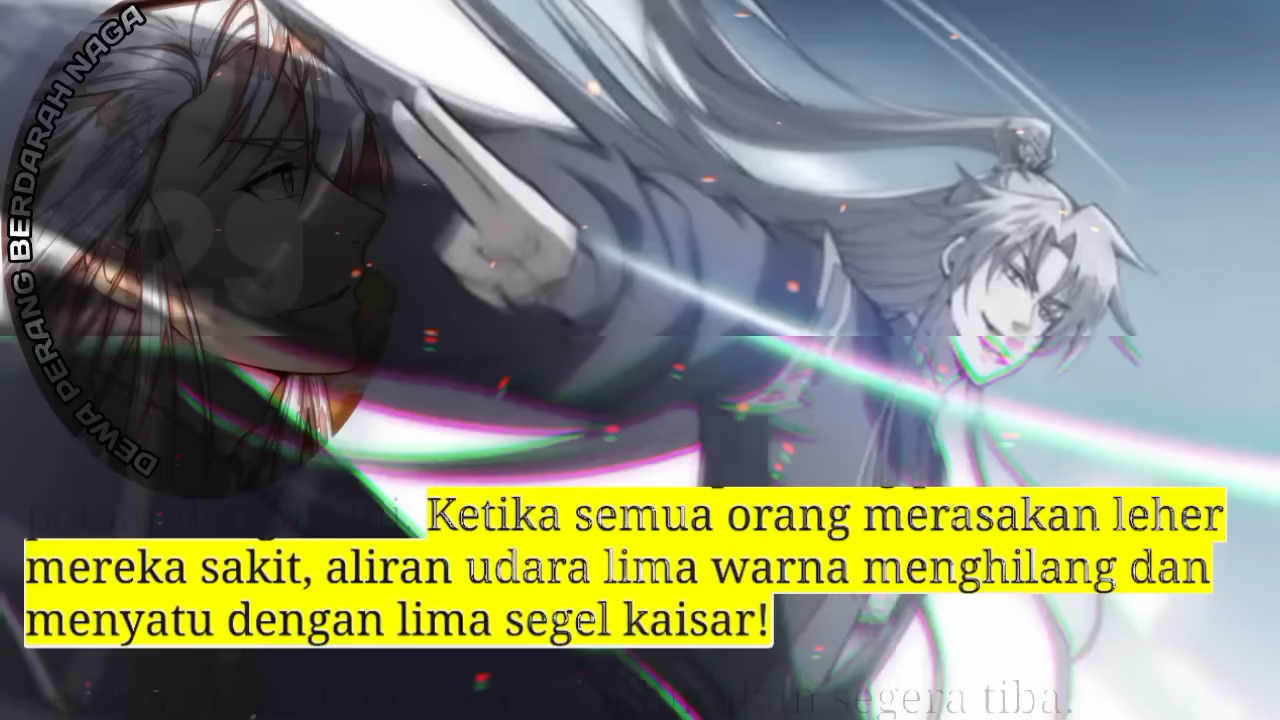 DEWA PERANG BERDARAH NAGA
Ketika semua orang merasakan leher
mereka sakit, aliran udara lima warna menghilang dan
menyatu dengan lima segel kaisar!
segera tiba.